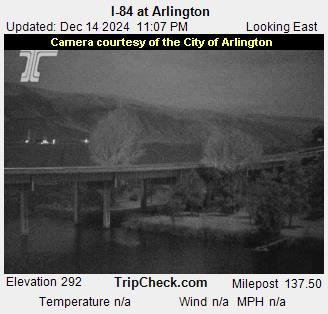 I-84 at Arlington
Updated: Dec 14 2024 11:07 PM Looking East
Camera courtesy of the City of Arlington
Elevation 292 TripCheck.com Milepost 137.50
Temperature n/a Wind n/a MPH n/a